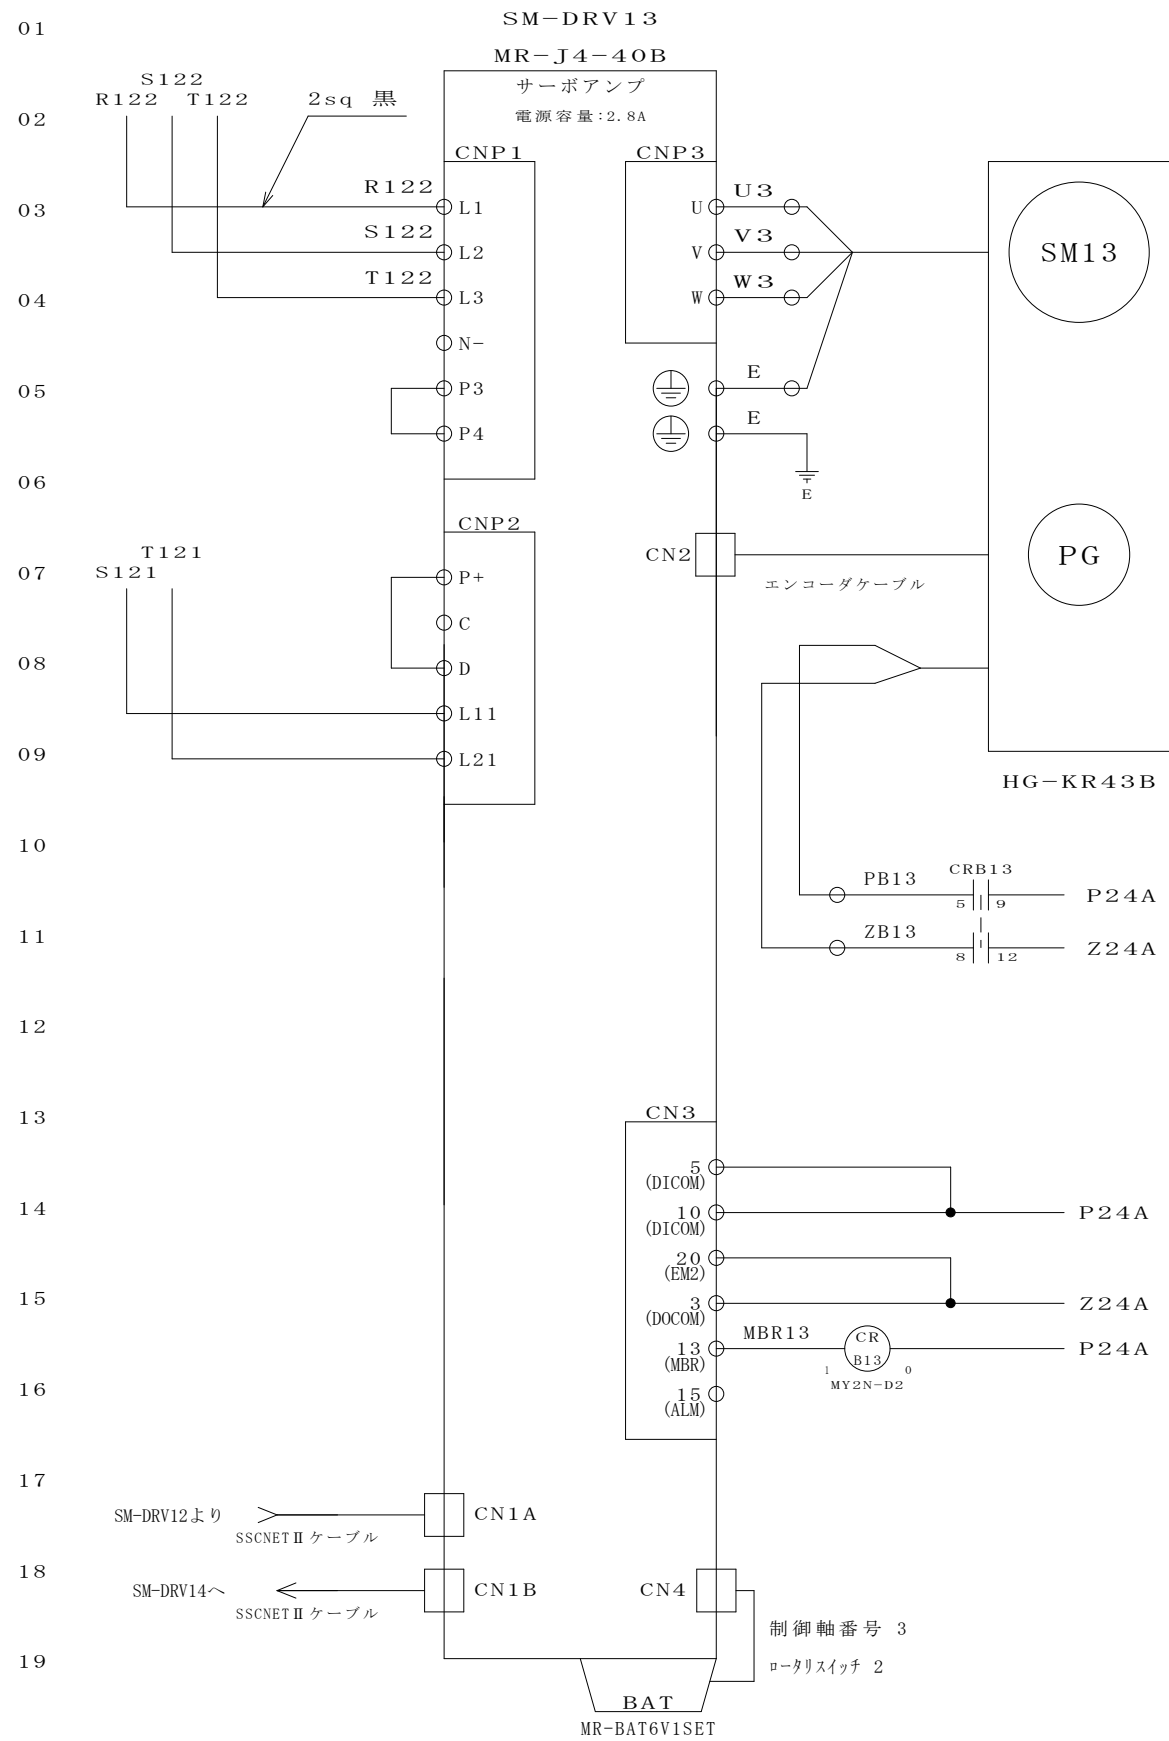 01
SM-DRV13
MR-J4-40B
サーボアンプ
電源容量:2.8A
S122
R122 T122 2sq 黒
02
CNP1 CNP3
R122 L1 U U3
03
S122 L2 V V3 SM13
T122 L3 W W3
04
N-
P3 E
05
P4 E
06
E
CNP2
T121
S121 P+ CN2 PG
07
エンコーダケーブル
C
08
D
L11
09
L21
HG-KR43B
10
PB13 CRB13 P24A
5 9
11
ZB13 Z24A
8 12
12
13
CN3
5
(DICOM)
14
10 P24A
(DICOM)
20
(EM2)
15
3 Z24A
(DOCOM)
13 MBR13 CR P24A
(MBR) 1 B13 0
MY2N-D2
16
15
(ALM)
17
SM-DRV12より CN1A
SSCNETⅡケーブル
18
SM-DRV14へ CN1B CN4
SSCNETⅡケーブル
制御軸番号 3
19
ロータリスイッチ 2
BAT
MR-BAT6V1SET